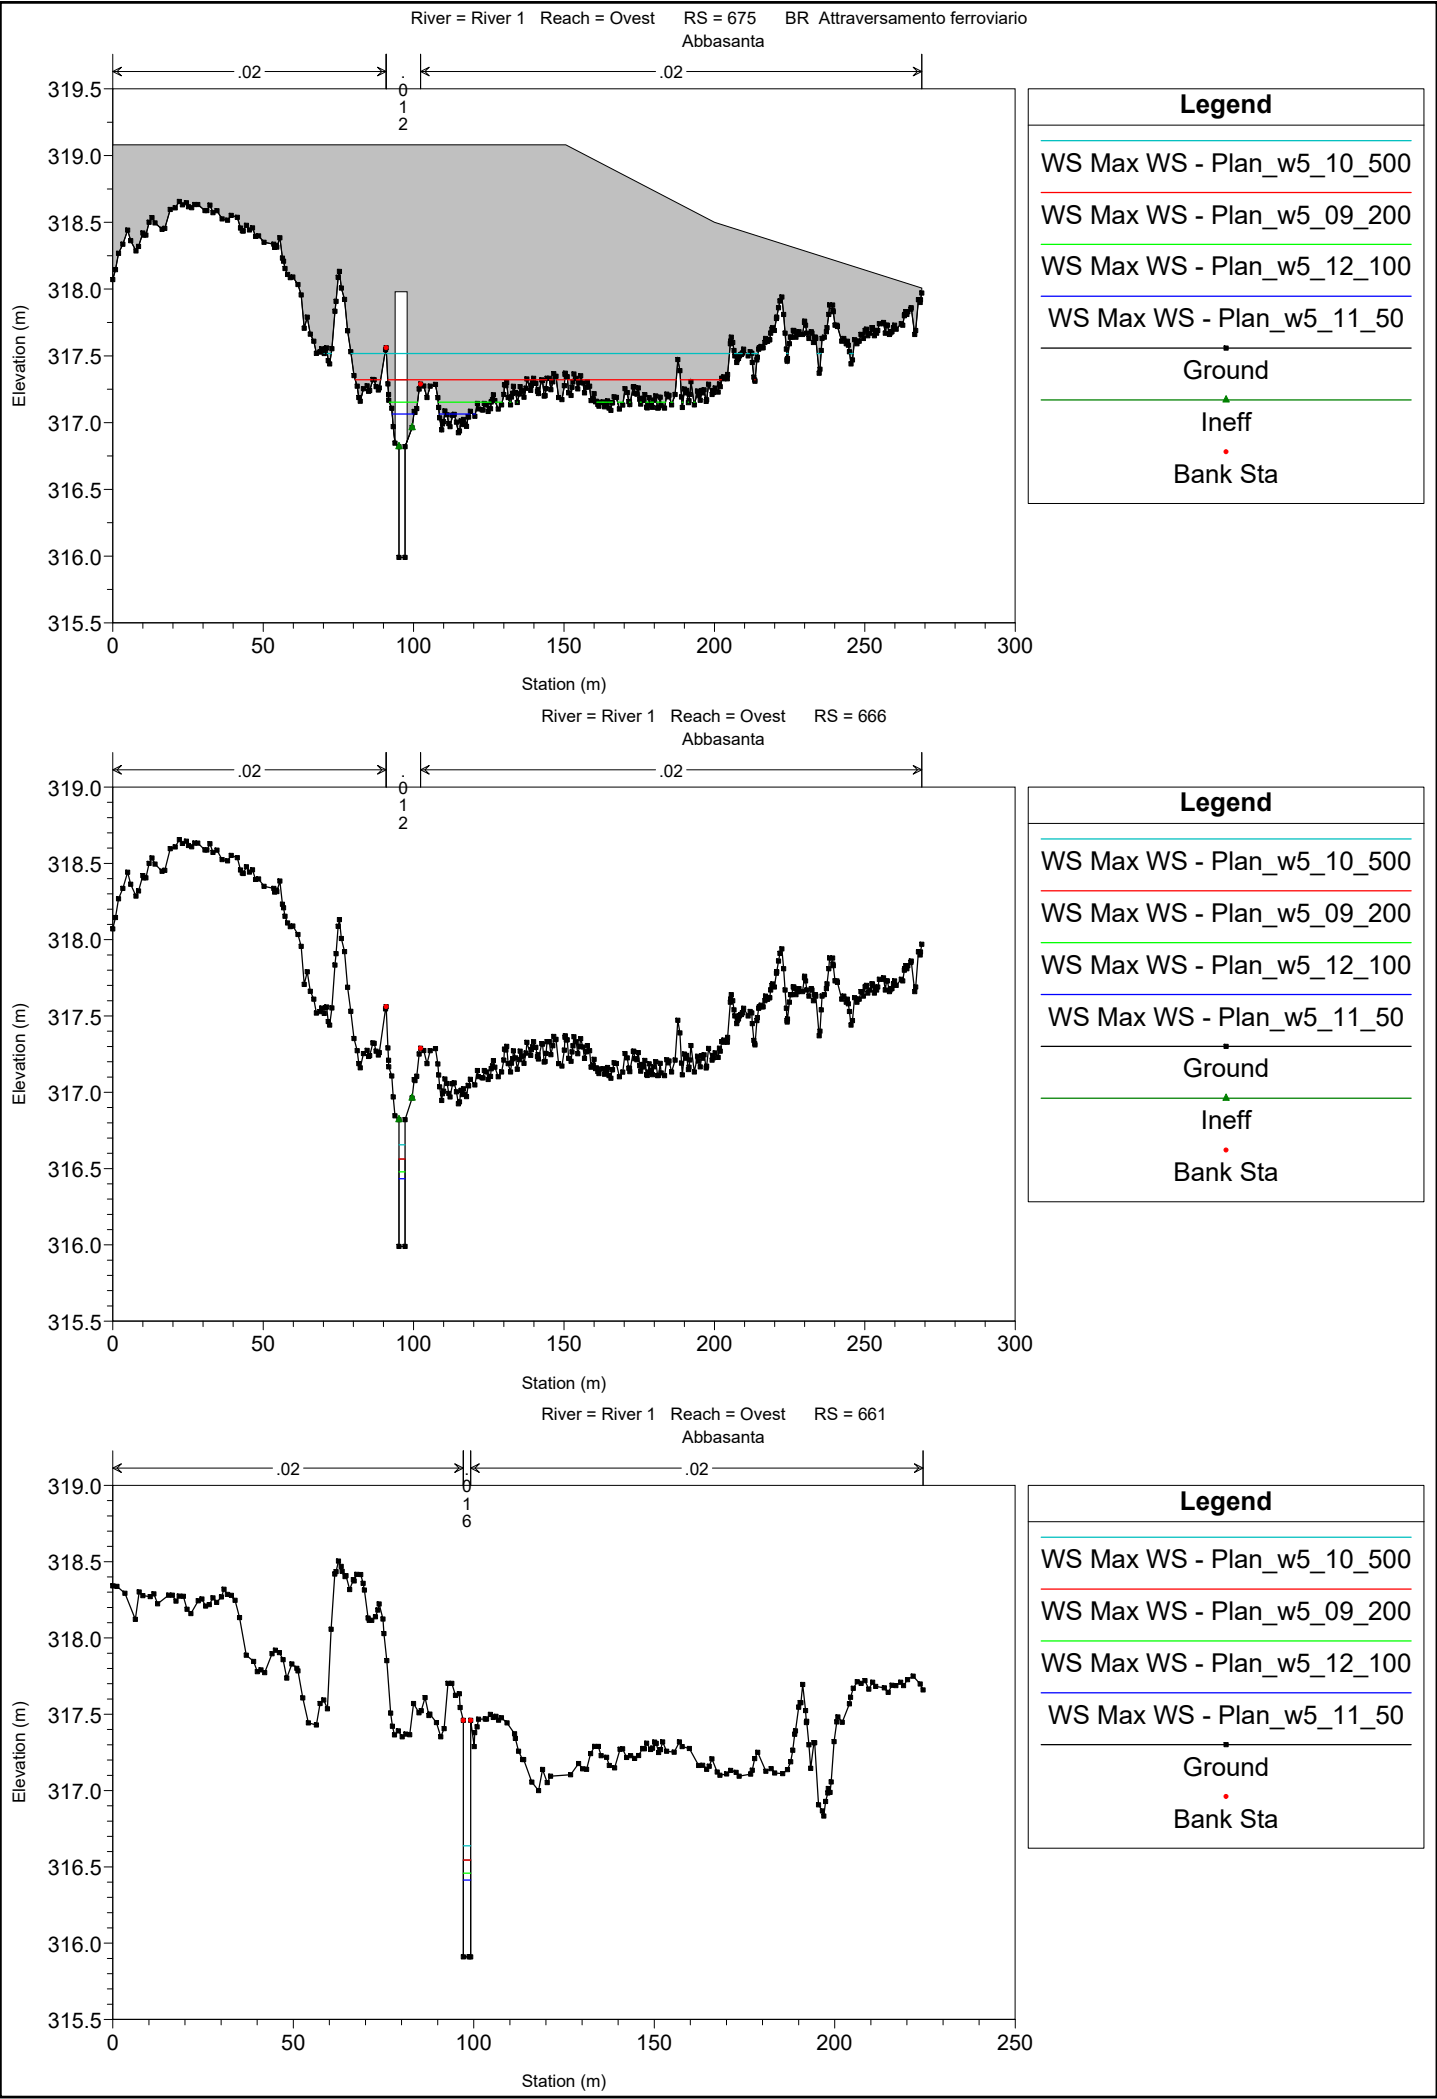 River = River 1 Reach = Ovest RS = 675 BR Attraversamento ferroviario
Abbasanta
.02
.012
.02
319.5
319.0
318.5
318.0
317.5
317.0
316.5
316.0
315.5
Elevation (m)
0 50 100 150 200 250 300
Station (m)
Legend
WS Max WS - Plan_w5_10_500
WS Max WS - Plan_w5_09_200
WS Max WS - Plan_w5_12_100
WS Max WS - Plan_w5_11_50
Ground
Ineff
Bank Sta
River = River 1 Reach = Ovest RS = 666
Abbasanta
.02
.012
.02
319.0
318.5
318.0
317.5
317.0
316.5
316.0
315.5
Elevation (m)
0 50 100 150 200 250 300
Station (m)
Legend
WS Max WS - Plan_w5_10_500
WS Max WS - Plan_w5_09_200
WS Max WS - Plan_w5_12_100
WS Max WS - Plan_w5_11_50
Ground
Ineff
Bank Sta
River = River 1 Reach = Ovest RS = 661
Abbasanta
.02
.016
.02
319.0
318.5
318.0
317.5
317.0
316.5
316.0
315.5
Elevation (m)
0 50 100 150 200 250
Station (m)
Legend
WS Max WS - Plan_w5_10_500
WS Max WS - Plan_w5_09_200
WS Max WS - Plan_w5_12_100
WS Max WS - Plan_w5_11_50
Ground
Bank Sta